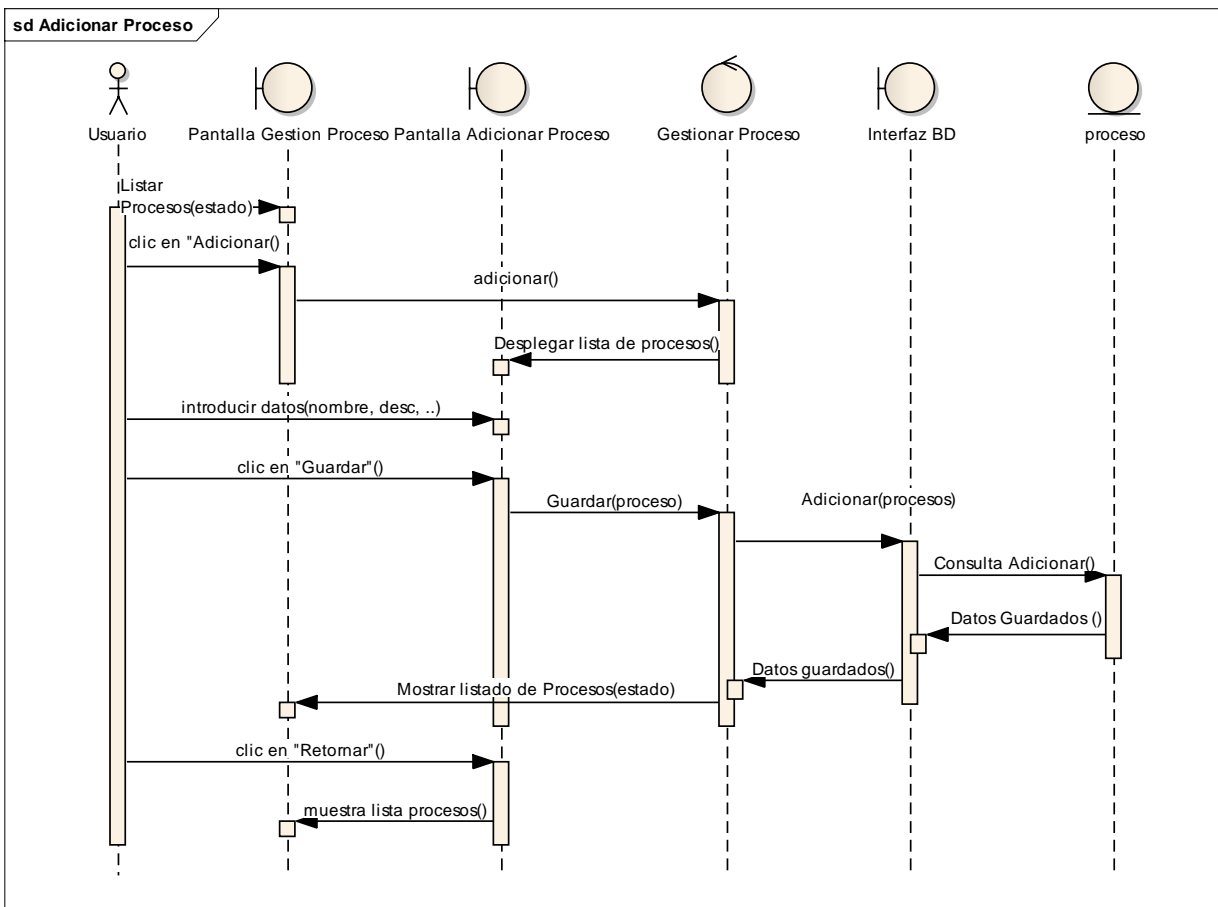 sd Adicionar Proceso
Usuario
Pantalla Gestion Proceso
Pantalla Adicionar Proceso
Gestionar Proceso
Interfaz BD
proceso
Listar
Procesos(estado)
clic en "Adicionar()
adicionar()
Desplegar lista de procesos()
introducir datos(nombre, desc, ..)
clic en "Guardar"()
Guardar(proceso)
Adicionar(procesos)
Consulta Adicionar()
Datos Guardados ()
Datos guardados()
Mostrar listado de Procesos(estado)
clic en "Retornar"()
muestra lista procesos()